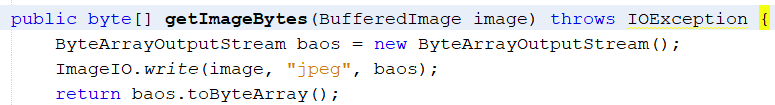 public byte[] getImageBytes(BufferedImage image) throws IOException {
ByteArrayOutputStream baos = new ByteArrayOutputStream();
ImageIO.write(image, "jpeg", baos);
return baos.toByteArray();